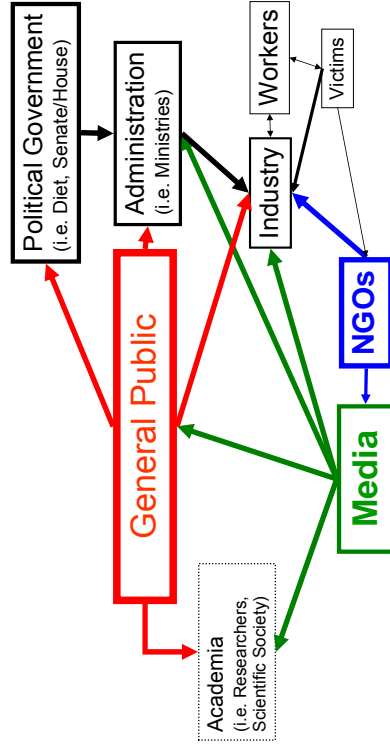 Political Government
(i.e. Diet, Senate/House)
Administration
(i.e. Ministries)
General Public
Academia
(i.e. Researchers,
Scientific Society)
Industry
Workers
Victims
NGOs
Media